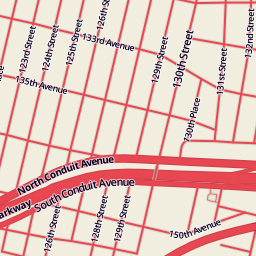 126th Street
132nd Street
123rd Street
124th Street
125th Street
133rd Avenue
130th Street
129th Street
131st Street
135th Avenue
130th Place
North Conduit Avenue
South Conduit Avenue
arkway
126th Street
128th Street
129th Street
150th Avenue